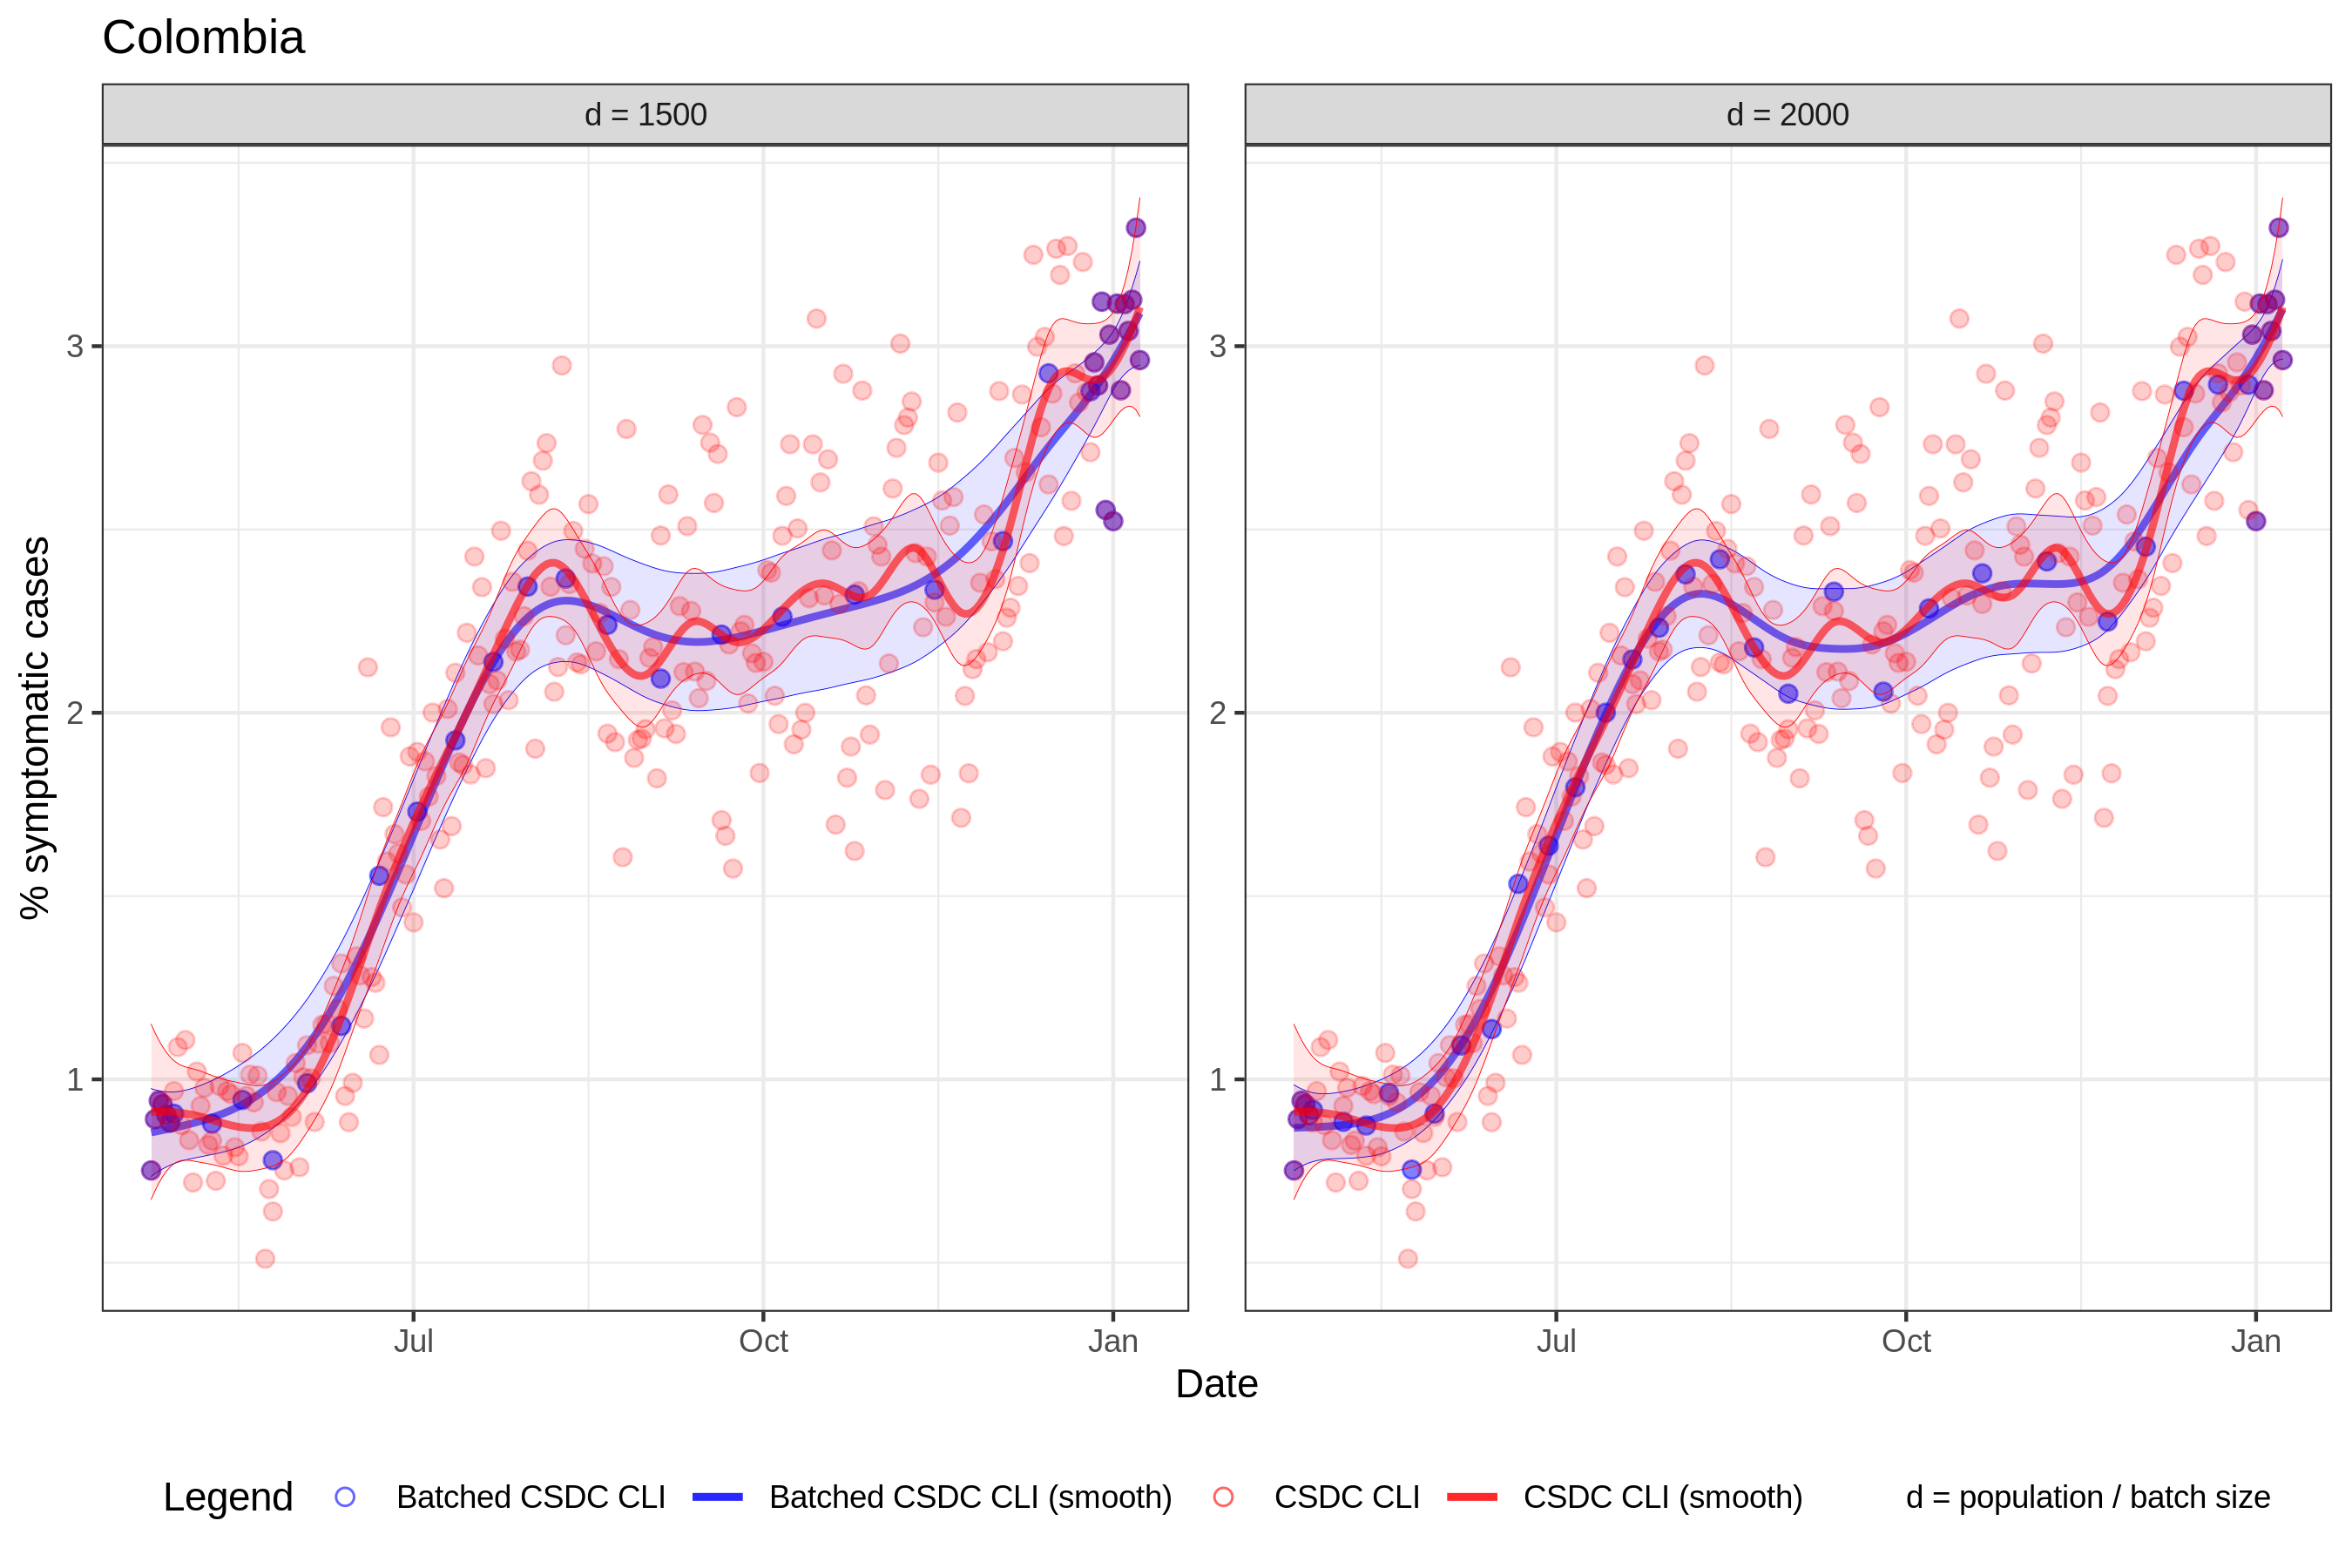 Colombia
d = 1500
d = 2000
% symptomatic cases
3
2
1
3
2
1
Jul
Oct
Jan
Jul
Oct
Jan
Date
Legend
Batched CSDC CLI
Batched CSDC CLI (smooth)
CSDC CLI
CSDC CLI (smooth)
d = population / batch size